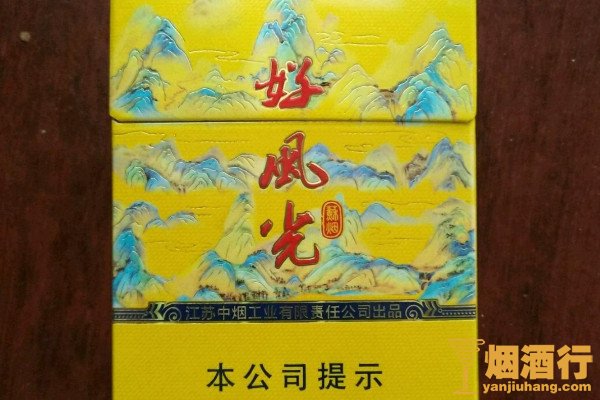 好风光
蘇烟
江苏中烟工业有限责任公司出品
本公司提示
烟酒行
yanjiuhang.com